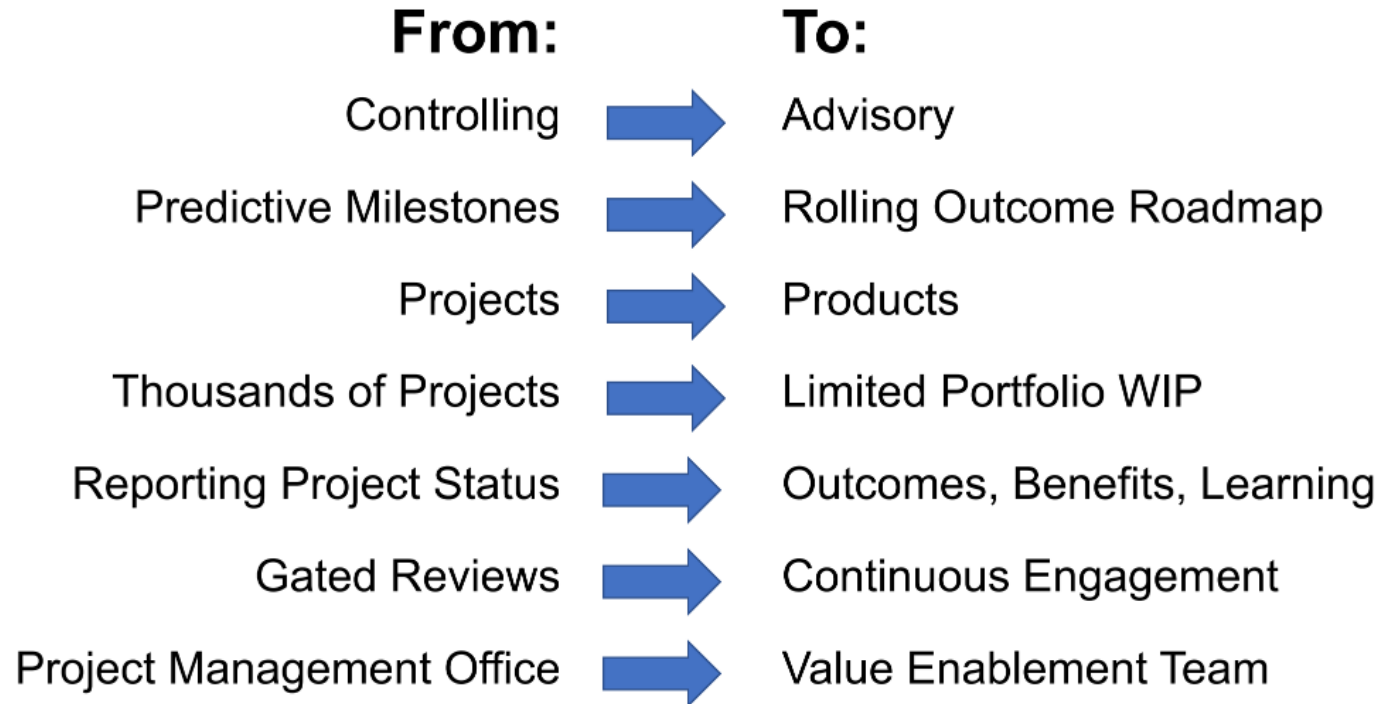 From: To:
Controlling Advisory
Predictive Milestones Rolling Outcome Roadmap
Projects Products
Thousands of Projects Limited Portfolio WIP
Reporting Project Status Outcomes, Benefits, Learning
Gated Reviews Continuous Engagement
Project Management Office Value Enablement Team